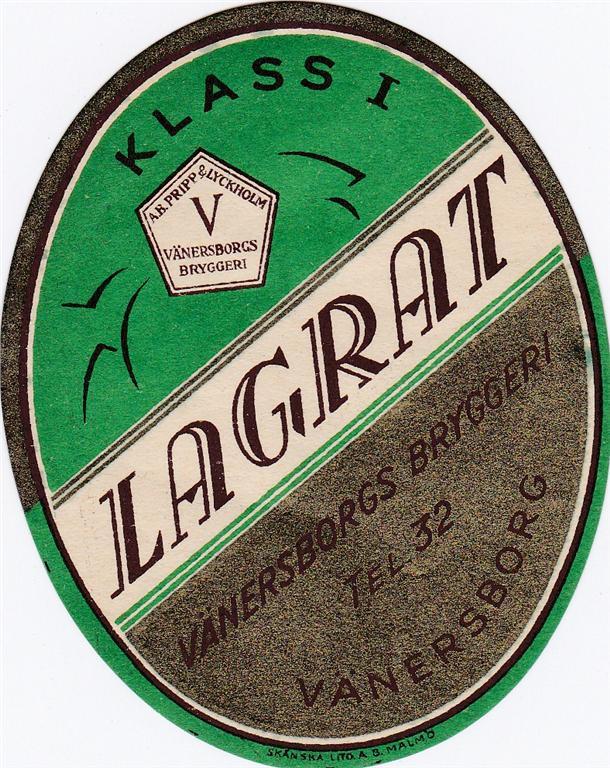 KLASS I
A.B. PRIPP & LYCKHOLM
V
VÄNERSBORGS
BRYGGERI
LAGRAT
VÄNERSBORGS BRYGGERI
TEL 32
VÄNERSBORG
SKÅNSKA LITO. A.B. MALMÖ